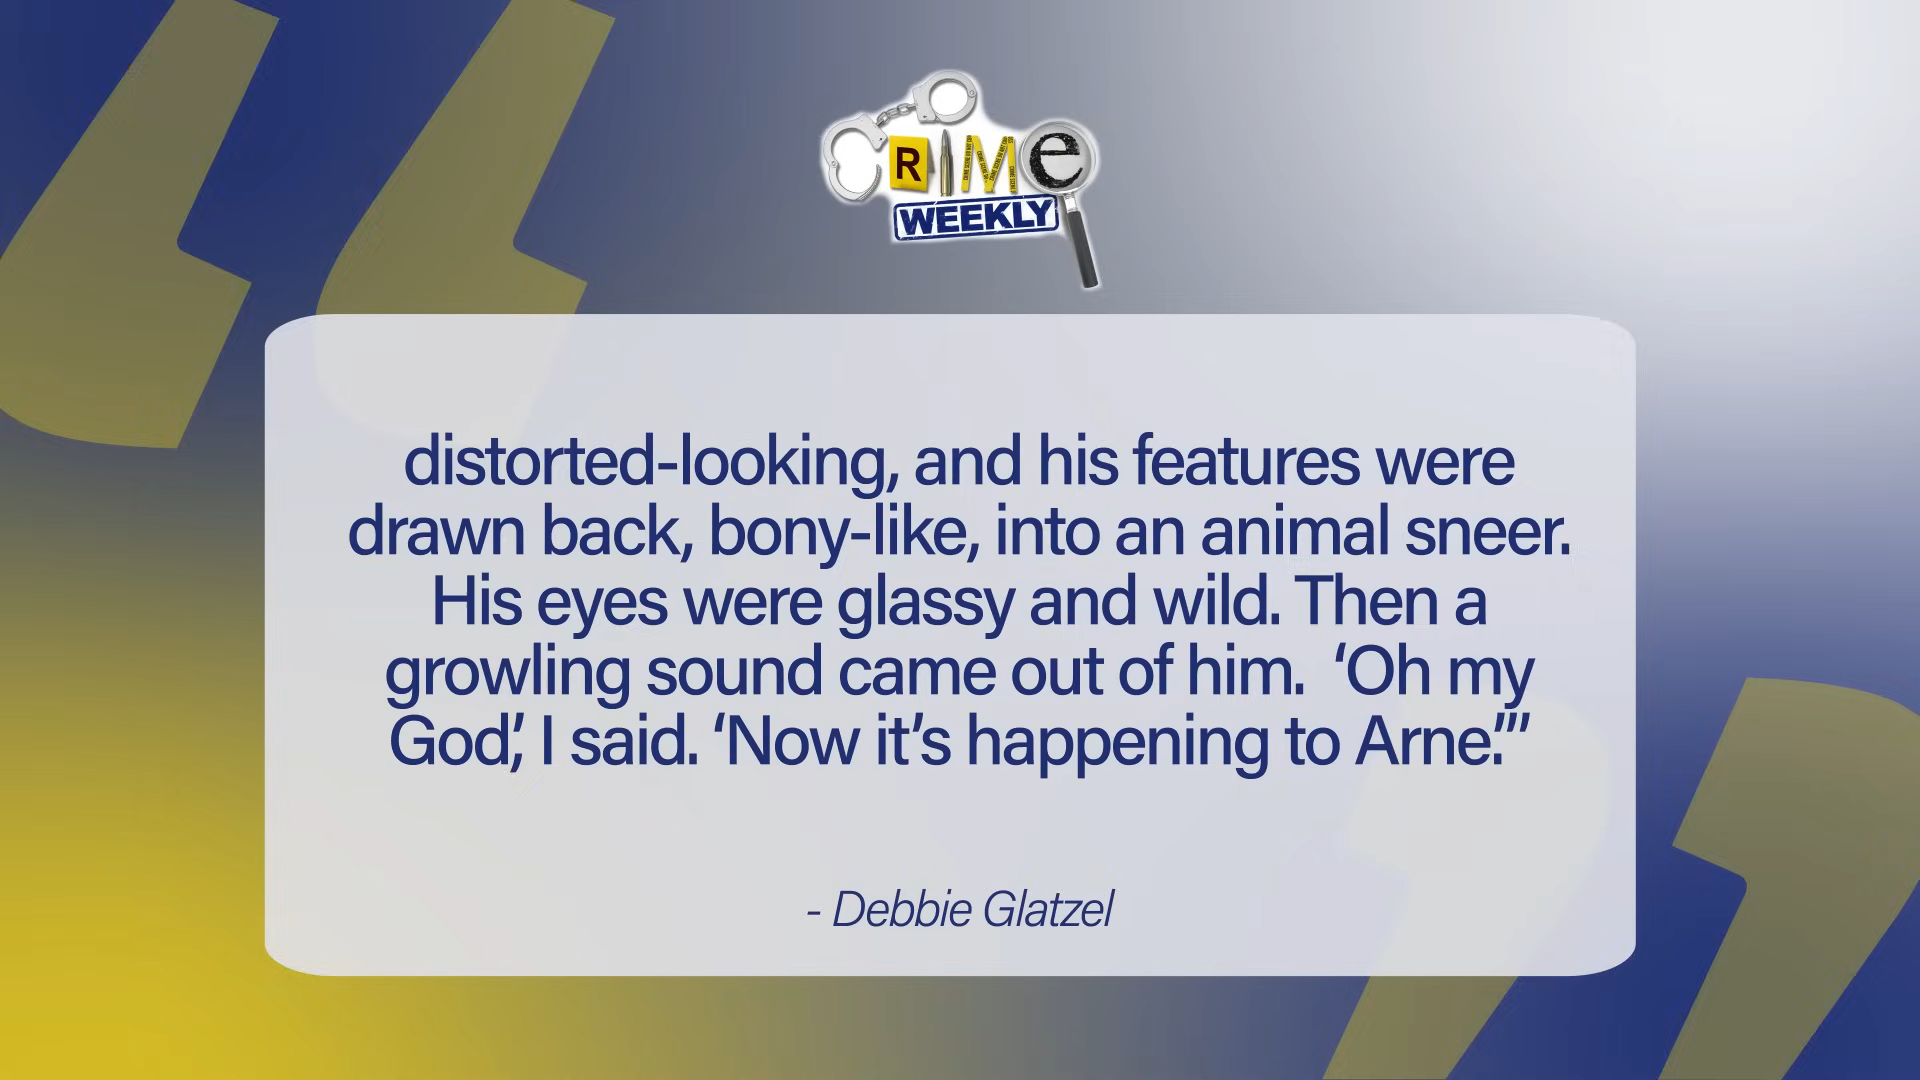 CRIMe
WEEKLY
distorted-looking, and his features were
drawn back, bony-like, into an animal sneer.
His eyes were glassy and wild. Then a
growling sound came out of him.  ‘Oh my
God’, I said. ‘Now it’s happening to Arne.’”
- Debbie Glatzel